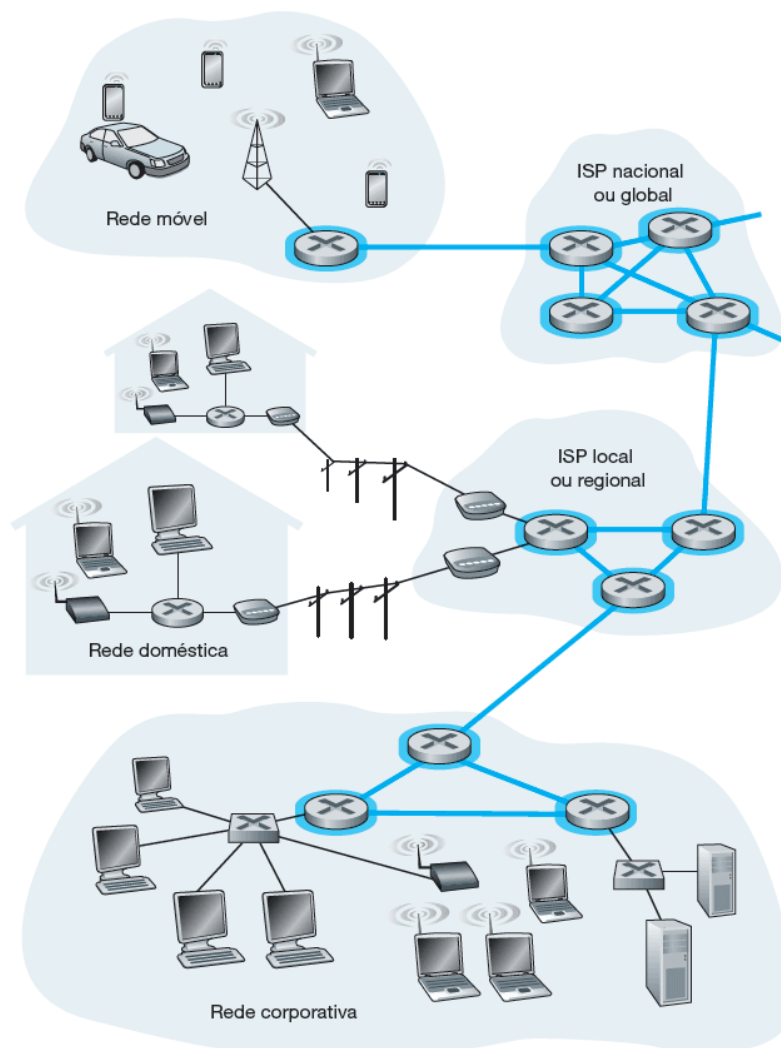 Rede móvel
ISP nacional
ou global
ISP local
ou regional
Rede doméstica
Rede corporativa